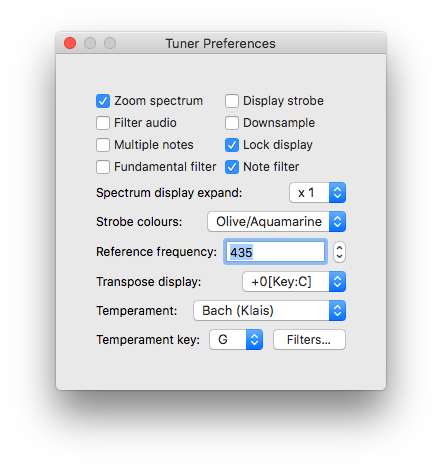 Tuner Preferences
Zoom spectrum Display strobe
Filter audio Downsample
Multiple notes Lock display
Fundamental filter Note filter
Spectrum display expand: x 1
Strobe colours: Olive/Aquamarine
Reference frequency: 435
Transpose display: +0[Key:C]
Temperament: Bach (Klais)
Temperament key: G Filters...